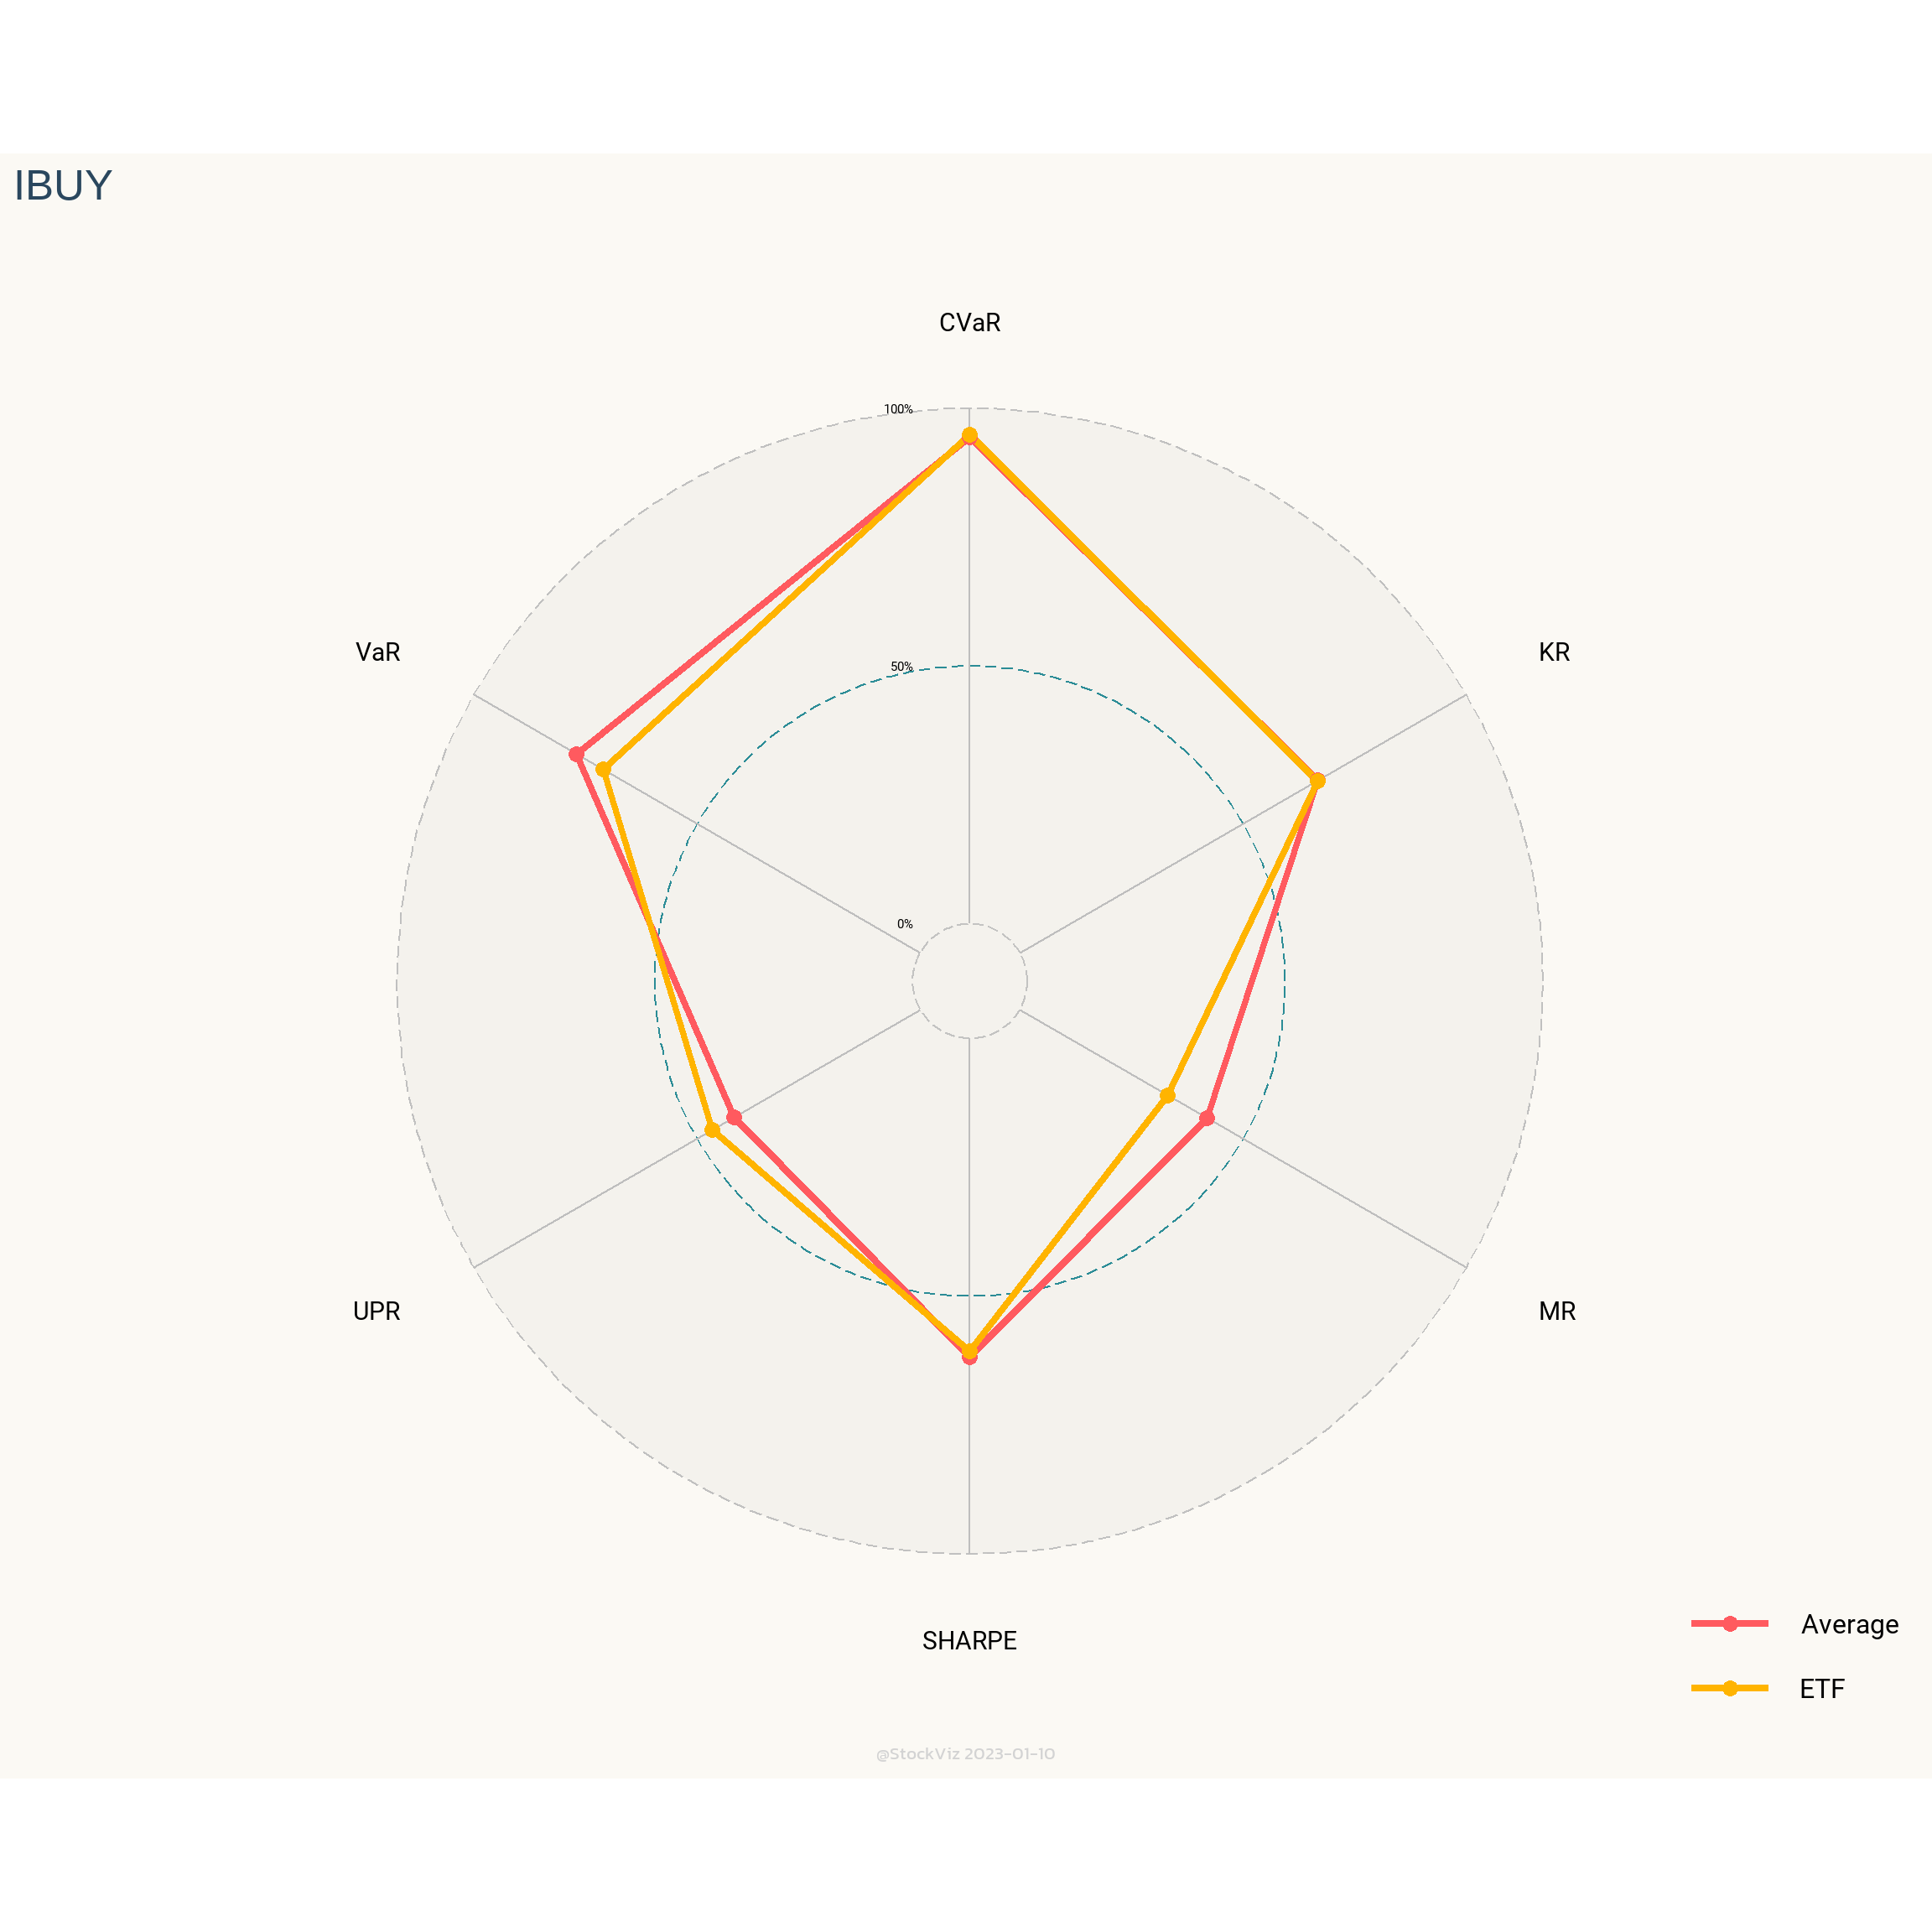 IBUY
CVaR
100%
VaR
KR
50%
0%
UPR
MR
SHARPE
Average
ETF
@StockViz 2023-01-10